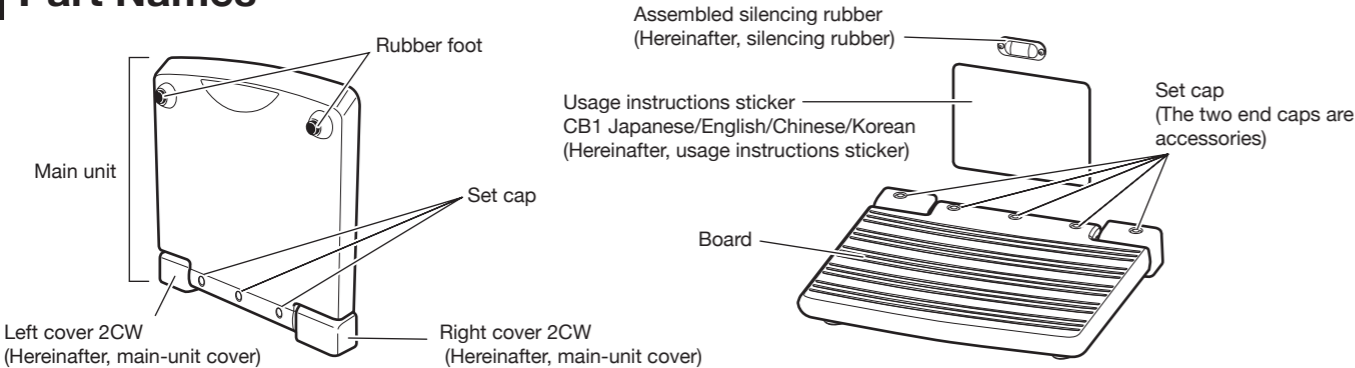 Part Names
Rubber foot
Main unit
Set cap
Left cover 2CW
(Hereinafter, main-unit cover)
Right cover 2CW
(Hereinafter, main-unit cover)
Assembled silencing rubber
(Hereinafter, silencing rubber)
Usage instructions sticker
CB1 Japanese/English/Chinese/Korean
(Hereinafter, usage instructions sticker)
Set cap
(The two end caps are
accessories)
Board